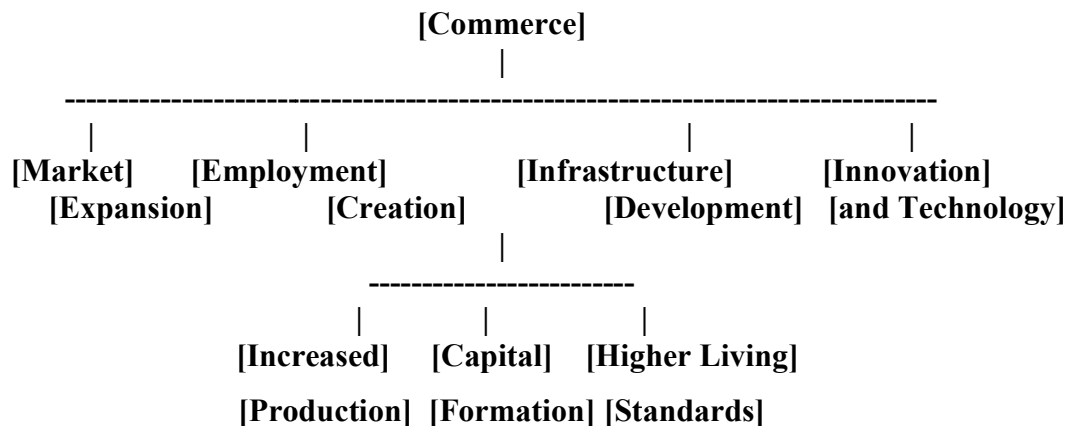 [Commerce]
|
----------------------------------------------------------------------------------
| | | |
[Market] [Employment] [Infrastructure] [Innovation]
[Expansion] [Creation] [Development] [and Technology]
|
-------------------------
| | |
[Increased] [Capital] [Higher Living]
[Production] [Formation] [Standards]